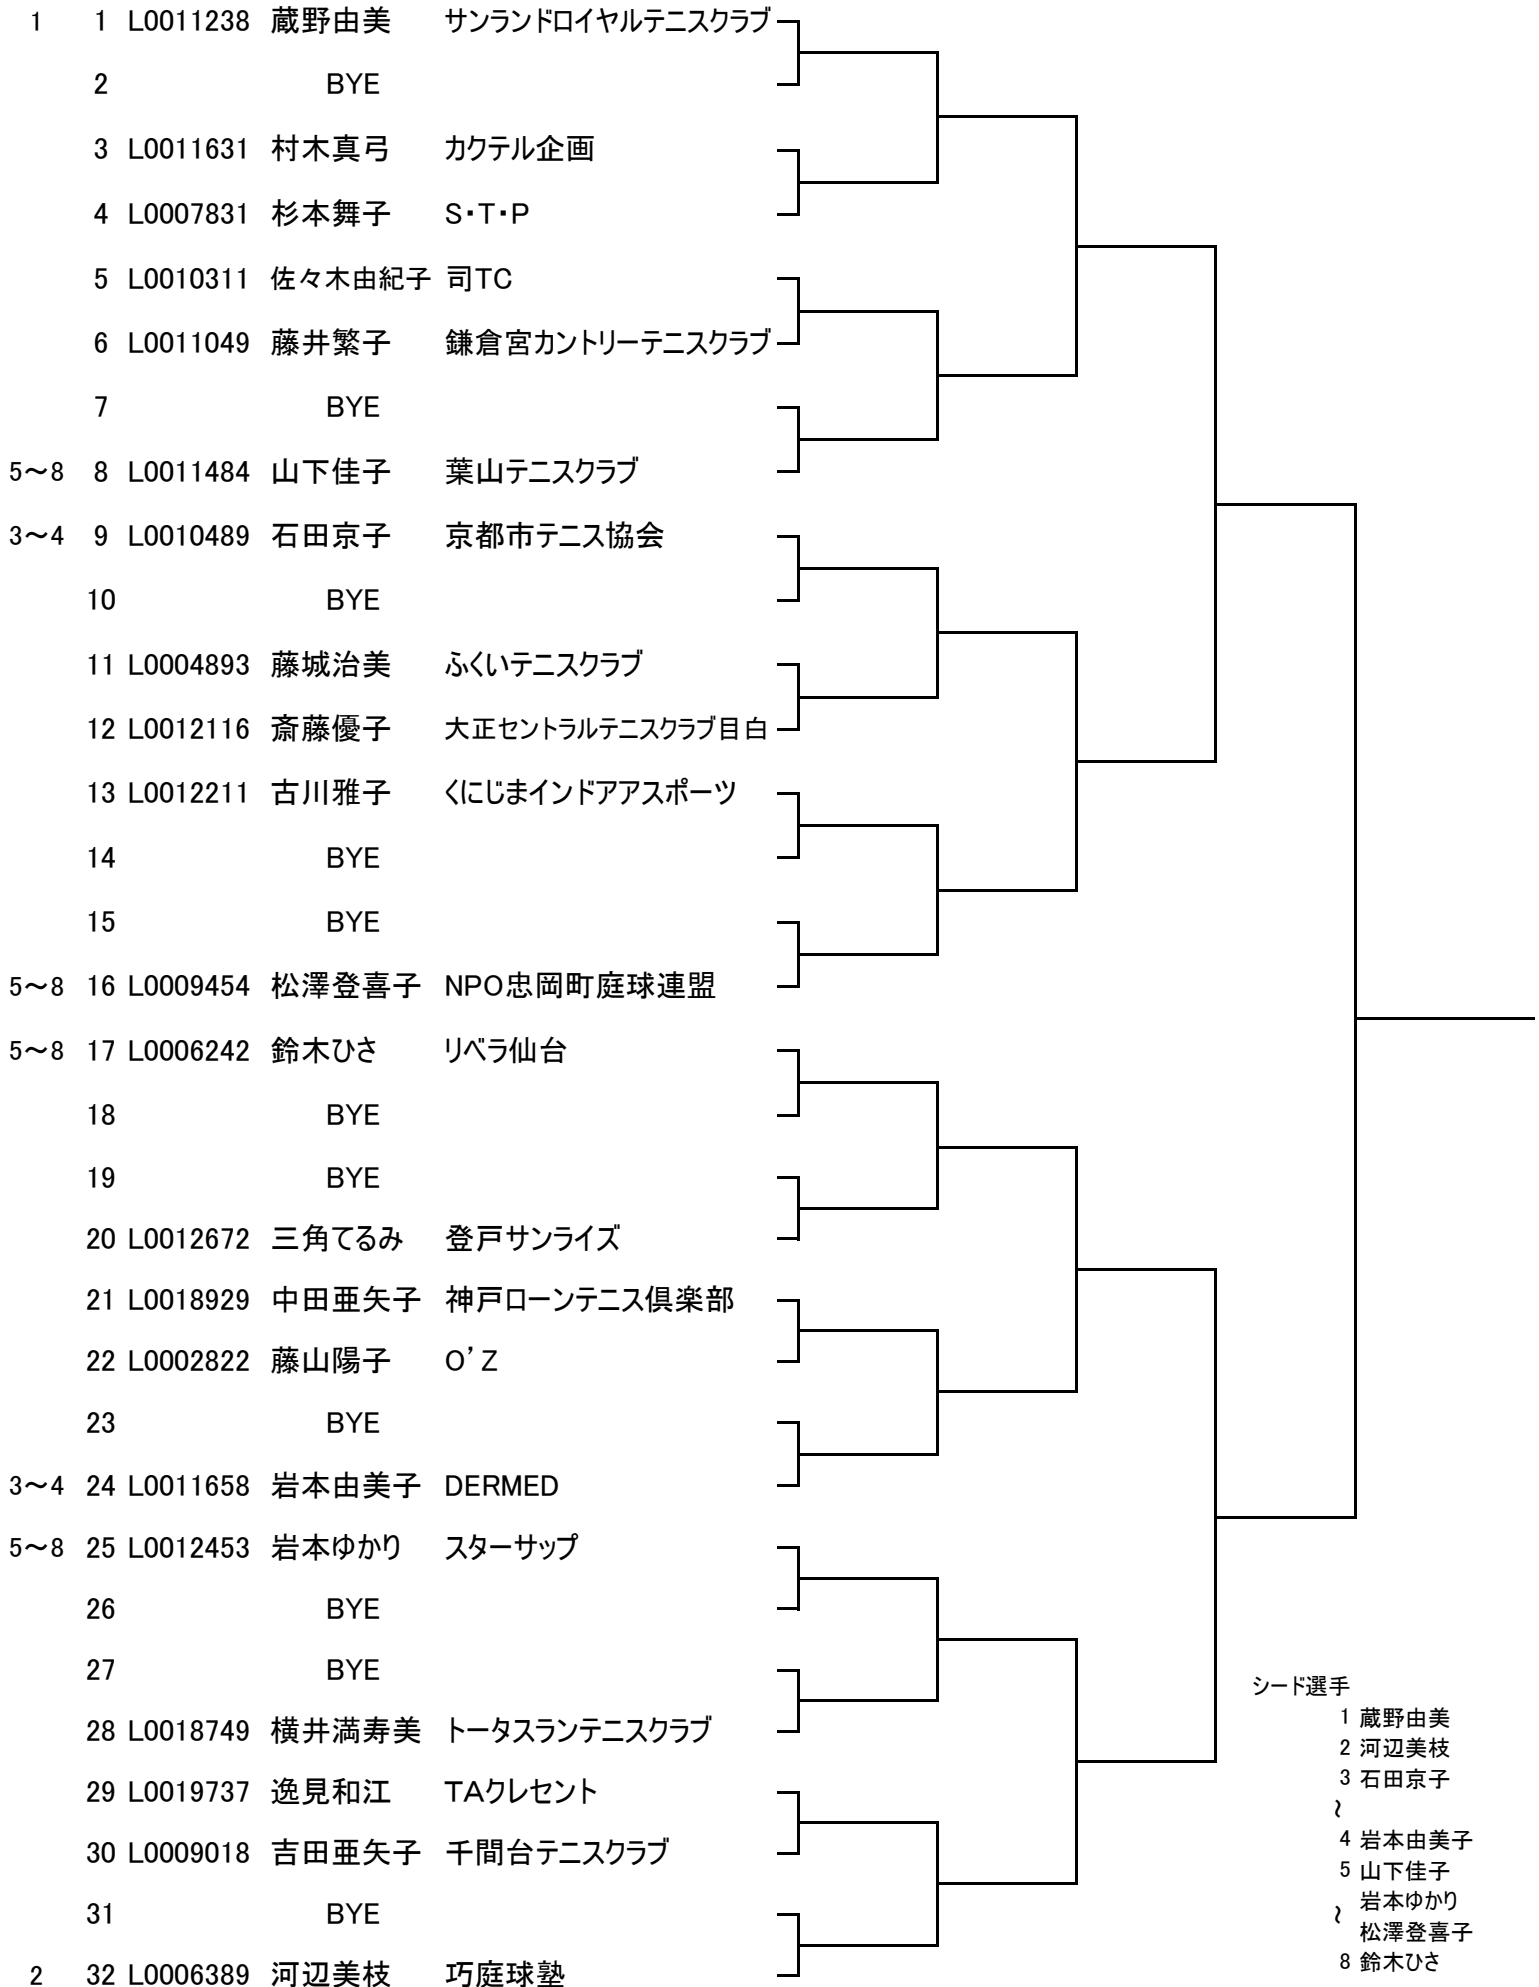 1 1 L0011238 蔵野由美 サンランドロイヤルテニスクラブ
2 BYE
3 L0011631 村木真弓 カクテル企画
4 L0007831 杉本舞子 S・T・P
5 L0010311 佐々木由紀子 司TC
6 L0011049 藤井繁子 鎌倉宮カントリーテニスクラブ
7 BYE
5～8 8 L0011484 山下佳子 葉山テニスクラブ
3～4 9 L0010489 石田京子 京都市テニス協会
10 BYE
11 L0004893 藤城治美 ふくいテニスクラブ
12 L0012116 斎藤優子 大正セントラルテニスクラブ目白
13 L0012211 古川雅子 くにじまインドアアスポーツ
14 BYE
15 BYE
5～8 16 L0009454 松澤登喜子 NPO忠岡町庭球連盟
5～8 17 L0006242 鈴木ひさ リベラ仙台
18 BYE
19 BYE
20 L0012672 三角てるみ 登戸サンライズ
21 L0018929 中田亜矢子 神戸ローンテニス倶楽部
22 L0002822 藤山陽子 O’Z
23 BYE
3～4 24 L0011658 岩本由美子 DERMED
5～8 25 L0012453 岩本ゆかり スターサップ
26 BYE
27 BYE
28 L0018749 横井満寿美 トータスランテニスクラブ
29 L0019737 逸見和江 TAクレセント
30 L0009018 吉田亜矢子 千間台テニスクラブ
31 BYE
2 32 L0006389 河辺美枝 巧庭球塾
シード選手
1 蔵野由美
2 河辺美枝
3 石田京子
～
4 岩本由美子
5 山下佳子
岩本ゆかり
～
松澤登喜子
8 鈴木ひさ